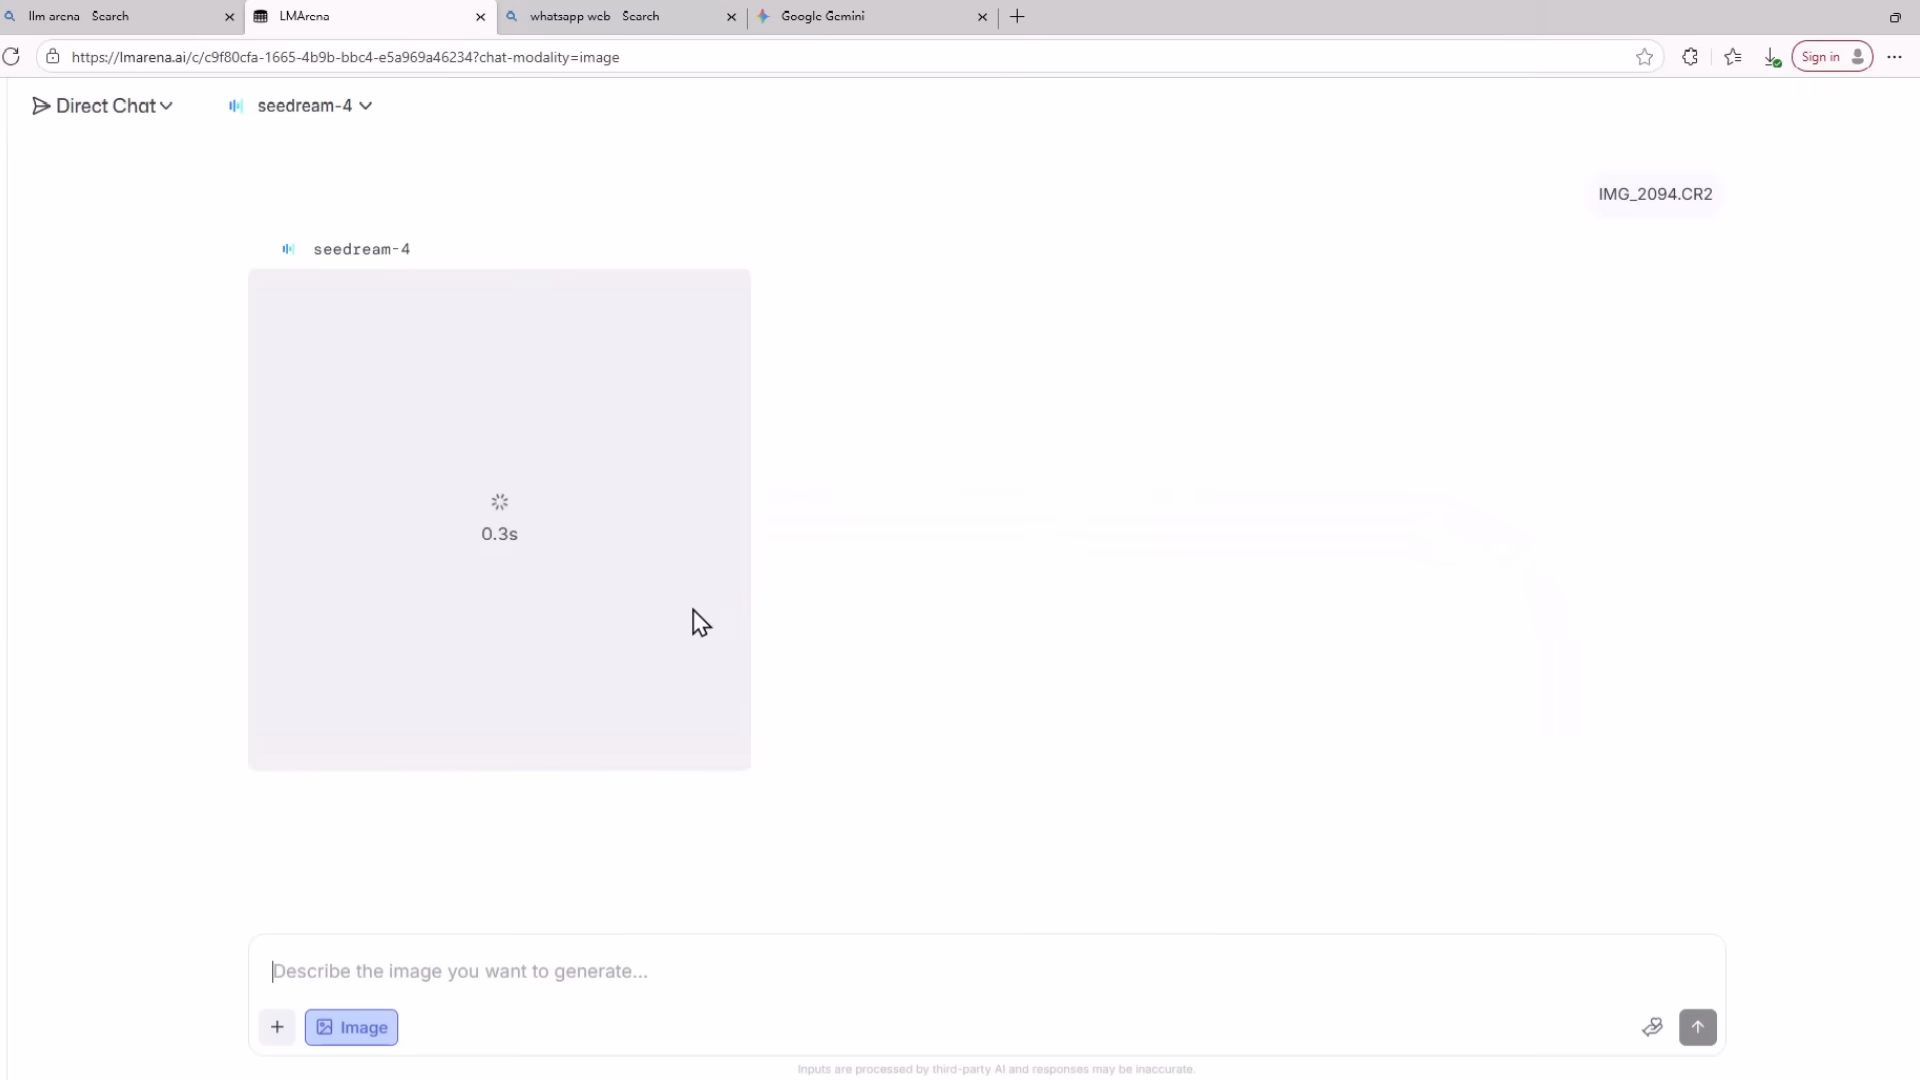 llm arena Search
LMArena
whatsapp web Search
Google Gemini
https://lmarena.ai/c/c9f80cfa-1665-4b9b-bbc4-e5a969a46234?chat-modality=image
Sign in
Direct Chat
seedream-4
IMG_2094.CR2
seedream-4
0.3s
Describe the image you want to generate...
Image
Inputs are processed by third-party AI and responses may be inaccurate.